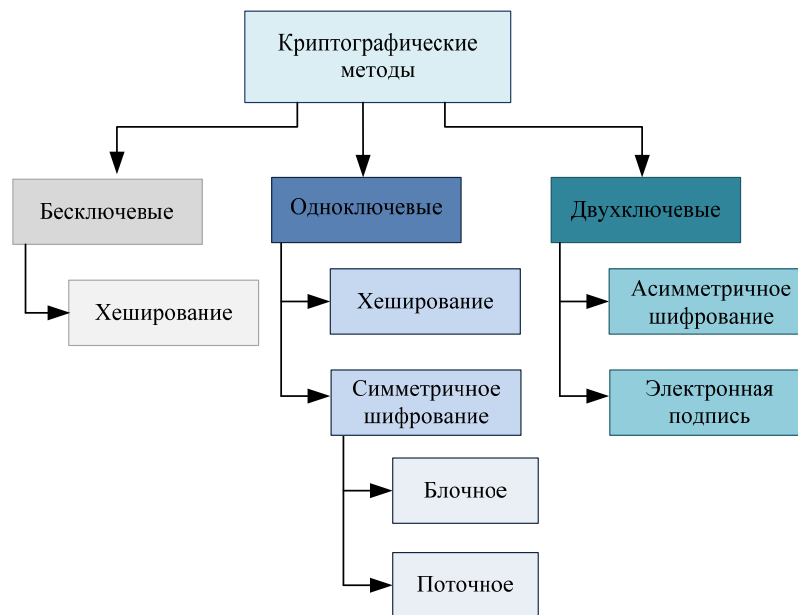 Криптографические
методы
Бесключевые
Одноключевые
Двухключевые
Хеширование
Хеширование
Асимметричное
шифрование
Симметричное
шифрование
Электронная
подпись
Блочное
Поточное